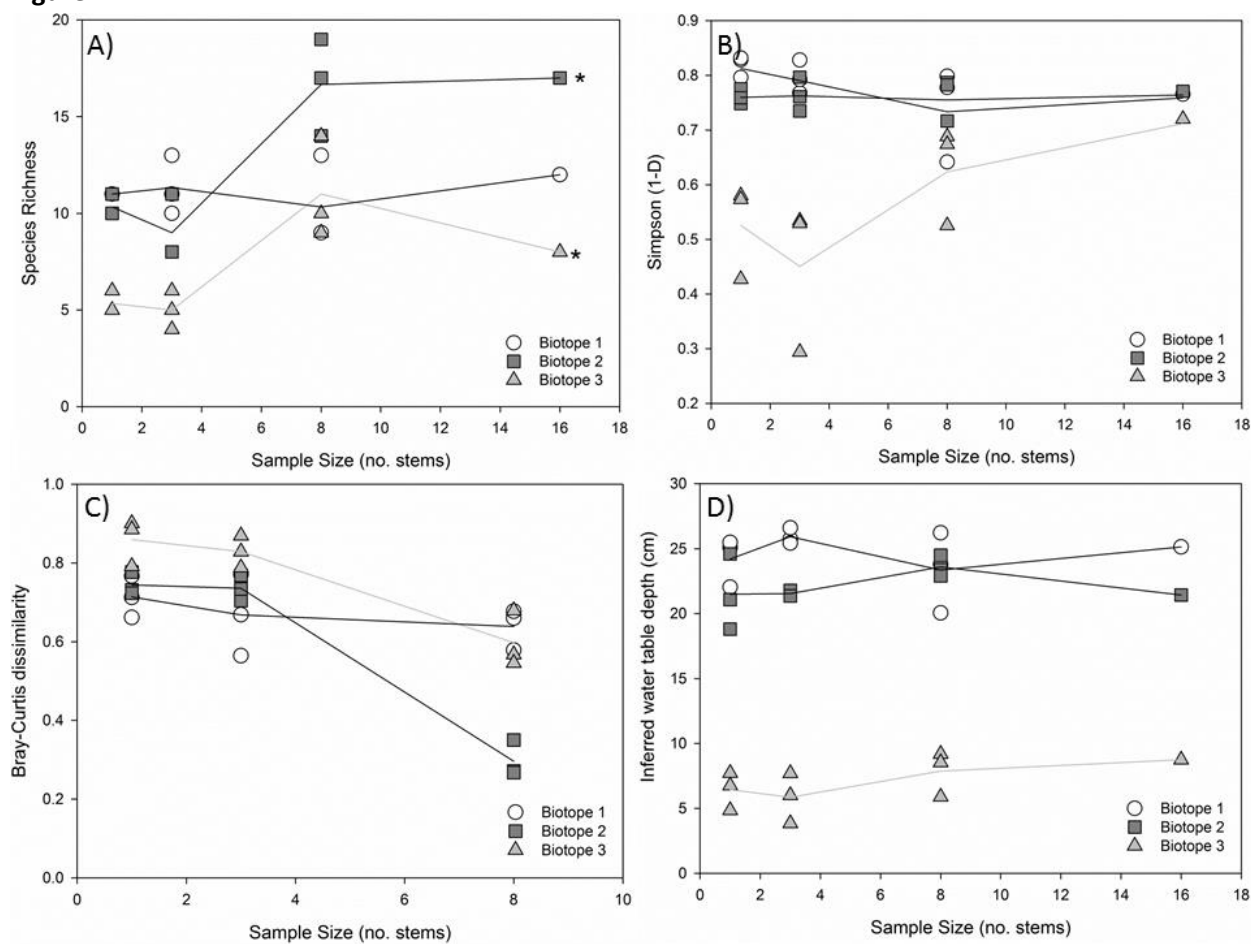 A)
20
15
10
5
0
Species Richness
*
*
Biotope 1
Biotope 2
Biotope 3
0 2 4 6 8 10 12 14 16 18
Sample Size (no. stems)
B)
0.9
0.8
0.7
0.6
0.5
0.4
0.3
0.2
Simpson (1-D)
Biotope 1
Biotope 2
Biotope 3
0 2 4 6 8 10 12 14 16 18
Sample Size (no. stems)
C)
1.0
0.8
0.6
0.4
0.2
0.0
Bray-Curtis dissimilarity
Biotope 1
Biotope 2
Biotope 3
0 2 4 6 8 10
Sample Size (no. stems)
D)
30
25
20
15
10
5
0
Inferred water table depth (cm)
Biotope 1
Biotope 2
Biotope 3
0 2 4 6 8 10 12 14 16 18
Sample Size (no. stems)